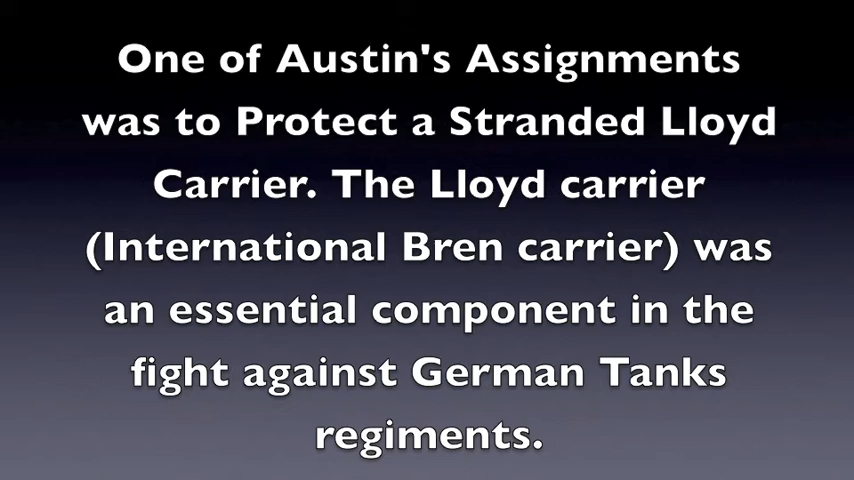 One of Austin's Assignments
was to Protect a Stranded Lloyd
Carrier. The Lloyd carrier
(International Bren carrier) was
an essential component in the
fight against German Tanks
regiments.